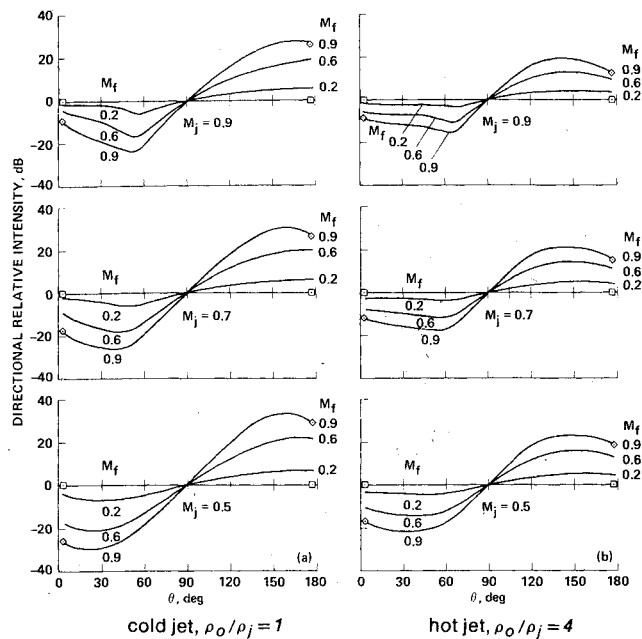 DIRECTIONAL RELATIVE INTENSITY, dB
40
20
0
-20
-40
M_f
0.2
0.6
0.9
M_j = 0.9
M_f
0.9
0.6
0.2
M_f
0.2
0.6
0.9
M_j = 0.9
M_f
0.9
0.6
0.2
40
20
0
-20
-40
M_f
0.2
0.6
0.9
M_j = 0.7
M_f
0.9
0.6
0.2
M_f
0.2
0.6
0.9
M_j = 0.7
M_f
0.9
0.6
0.2
40
20
0
-20
-40
M_f
0.2
0.6
0.9
M_j = 0.5
M_f
0.9
0.6
0.2
(a)
M_f
0.2
0.6
0.9
M_j = 0.5
M_f
0.9
0.6
0.2
(b)
0 30 60 90 120 150 180
θ, deg
0 30 60 90 120 150 180
θ, deg
cold jet, ρ_o/ρ_j = 1
hot jet, ρ_o/ρ_j = 4